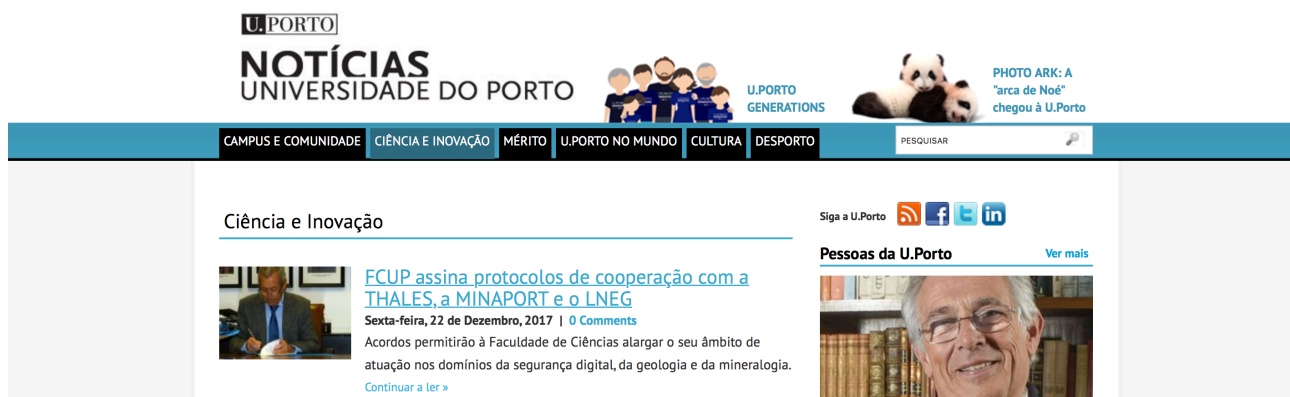 U.PORTO
NOTÍCIAS
UNIVERSIDADE DO PORTO
U.PORTO
GENERATIONS
PHOTO ARK: A
"arca de Noé"
chegou à U.Porto
CAMPUS E COMUNIDADE CIÊNCIA E INOVAÇÃO MÉRITO U.PORTO NO MUNDO CULTURA DESPORTO PESQUISAR
Ciência e Inovação
FCUP assina protocolos de cooperação com a
THALES, a MINAPORT e o LNEG
Sexta-feira, 22 de Dezembro, 2017 | 0 Comments
Acordos permitirão à Faculdade de Ciências alargar o seu âmbito de
atuação nos domínios da segurança digital, da geologia e da mineralogia.
Continuar a ler »
Siga a U.Porto
Pessoas da U.Porto Ver mais